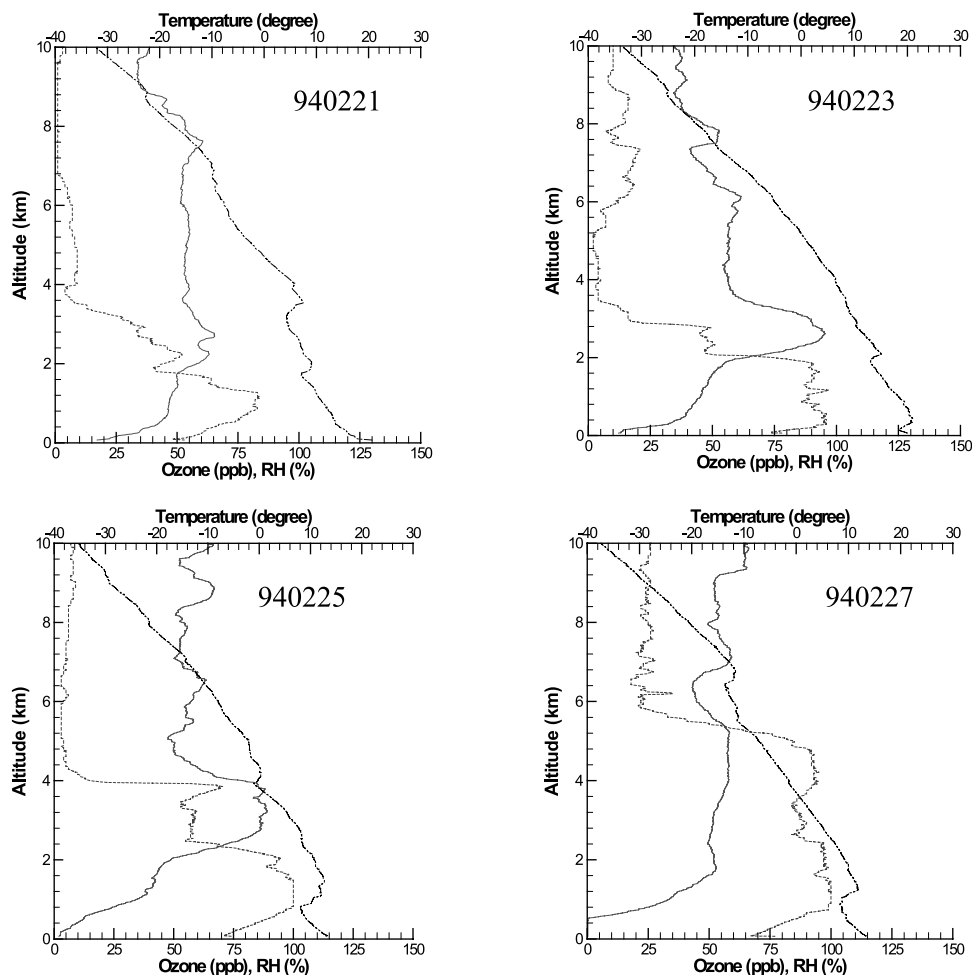 Temperature (degree)
-40 -30 -20 -10 0 10 20 30
10
8
6
4
2
0
Altitude (km)
940221
0 25 50 75 100 125 150
Ozone (ppb), RH (%)
Temperature (degree)
-40 -30 -20 -10 0 10 20 30
10
8
6
4
2
0
Altitude (km)
940223
0 25 50 75 100 125 150
Ozone (ppb), RH (%)
Temperature (degree)
-40 -30 -20 -10 0 10 20 30
10
8
6
4
2
0
Altitude (km)
940225
0 25 50 75 100 125 150
Ozone (ppb), RH (%)
Temperature (degree)
-40 -30 -20 -10 0 10 20 30
10
8
6
4
2
0
Altitude (km)
940227
0 25 50 75 100 125 150
Ozone (ppb), RH (%)